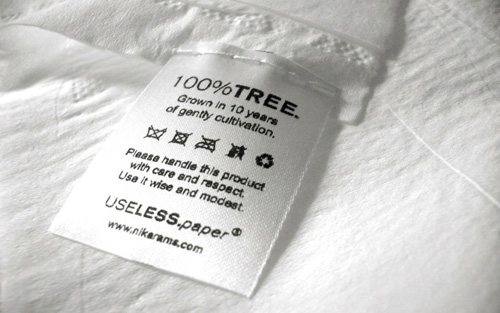 100%TREE.
Grown in 10 years
of gently cultivation.
Please handle this product
with care and respect.
Use it wise and modest.
USELESS.paper®
www.nikarams.com